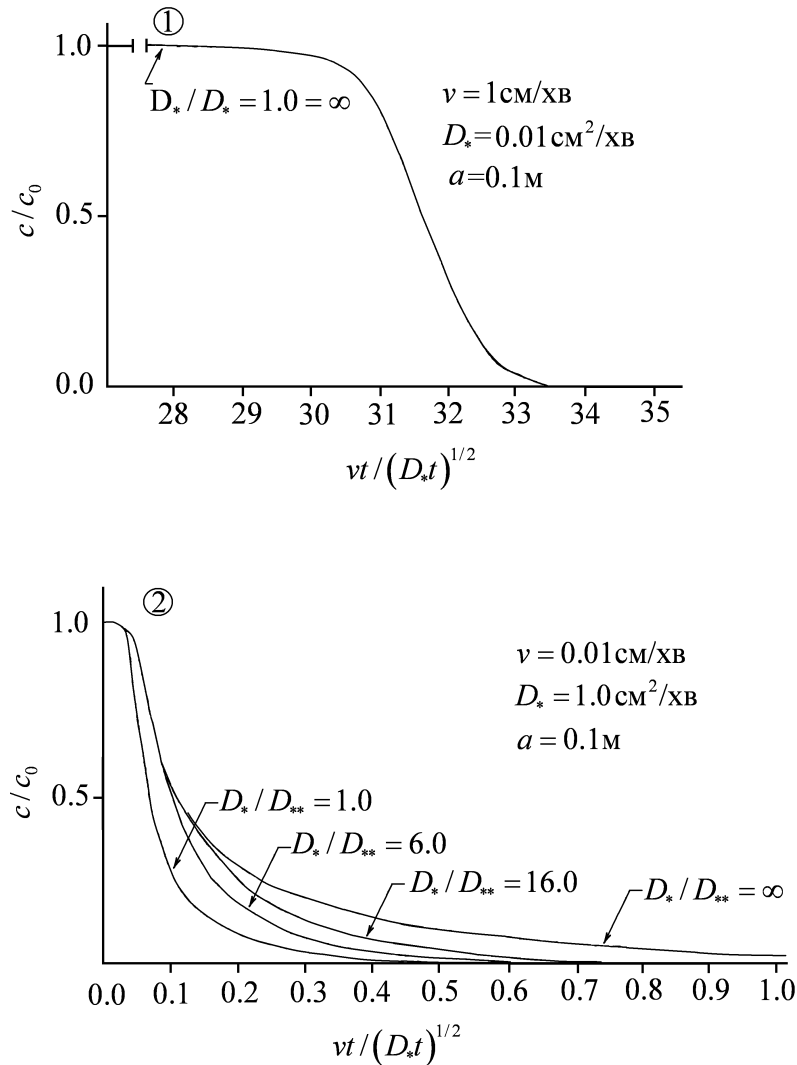 ①
1.0
D* / D* = 1.0 = ∞
v = 1см/хв
D* = 0.01см²/хв
a=0.1м
c / c₀
0.5
0.0
28 29 30 31 32 33 34 35
vt / (D*t)^1/2
②
1.0
v = 0.01см/хв
D* = 1.0см²/хв
a = 0.1м
c / c₀
0.5
D* / D** = 1.0
D* / D** = 6.0
D* / D** = 16.0
D* / D** = ∞
0.0 0.1 0.2 0.3 0.4 0.5 0.6 0.7 0.8 0.9 1.0
vt / (D*t)^1/2